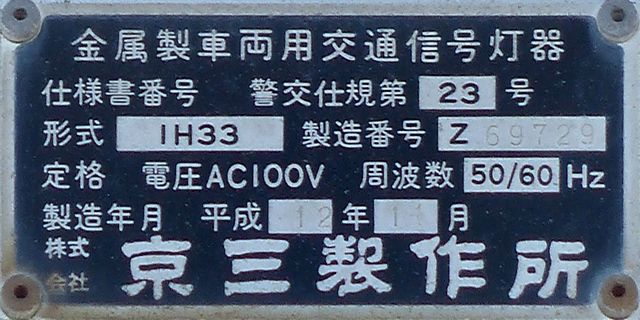 金属製車両用交通信号灯器
仕様書番号 警交仕規第 23 号
形式 1H33 製造番号 Z 69729
定格 電圧AC100V 周波数 50/60 Hz
製造年月 平成 12 年 11 月
株式会社 京三製作所